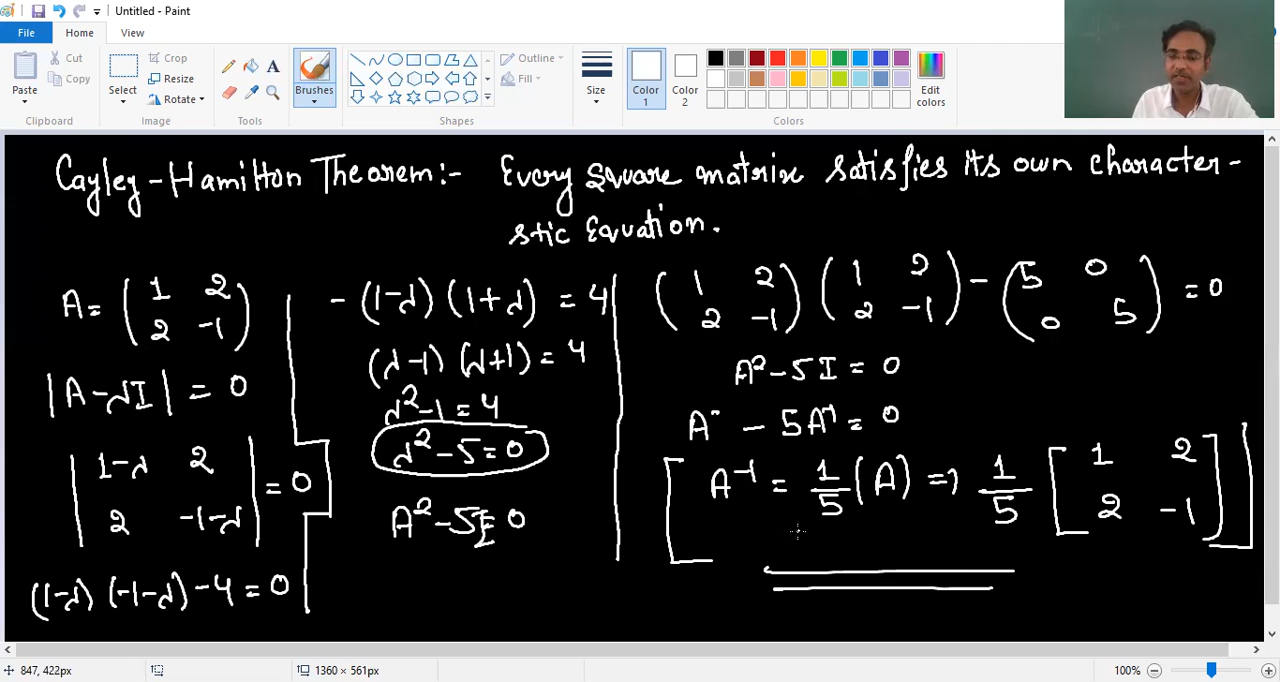 Untitled - Paint
File Home View
Paste Cut Copy Clipboard
Select Crop Resize Rotate Image
Tools
Brushes
Shapes Outline Fill
Size
Color 1 Color 2 Edit colors Colors
Cayley-Hamilton Theorem:- Every square matrix satisfies its own character-
stic Equation.
A = (1 2
2 -1)
|A-λI| = 0
|1-λ 2
2 -1-λ| = 0
(1-λ) (-1-λ) -4 = 0
-(1-λ) (1+λ) = 4
(λ-1) (λ+1) = 4
λ²-1 = 4
λ²-5 = 0
A²-5I = 0
(1 2
2 -1) (1 2
2 -1) - (5 0
0 5) = 0
A²-5I = 0
A - 5A⁻¹ = 0
[A⁻¹ = 1/5 (A) => 1/5 [1 2
2 -1]]
847, 422px
1360 × 561px
100%